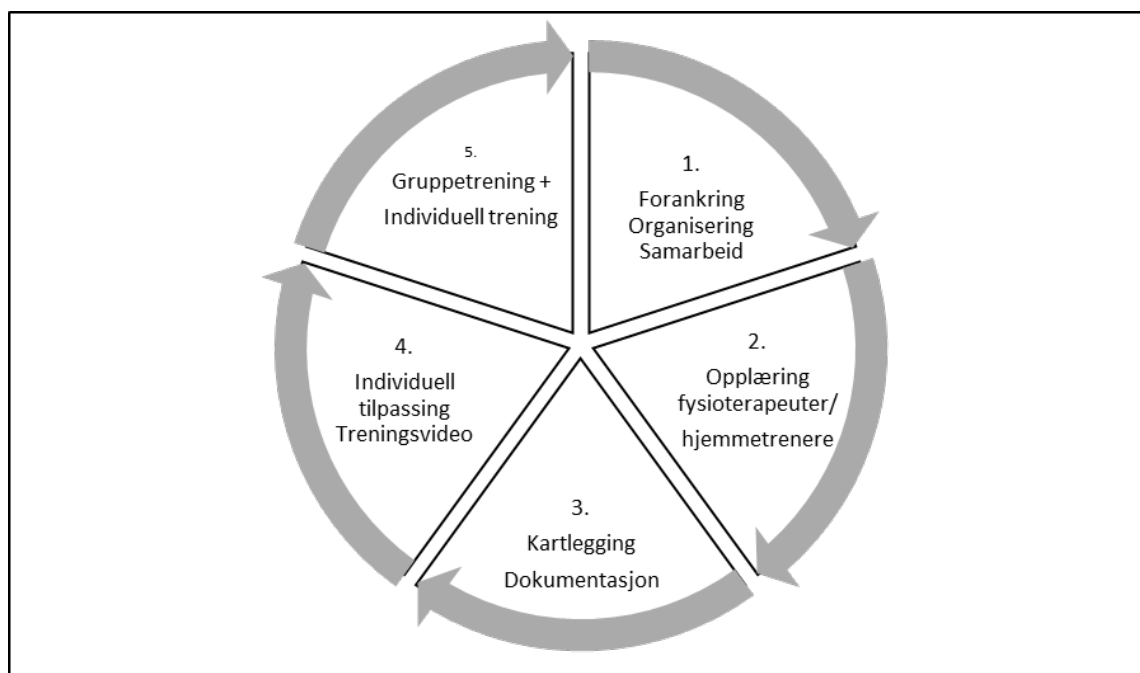 1.
Forankring
Organisering
Samarbeid
2.
Opplæring
fysioterapeuter/
hjemmetrenere
3.
Kartlegging
Dokumentasjon
4.
Individuell
tilpassing
Treningsvideo
5.
Gruppetrening +
Individuell trening